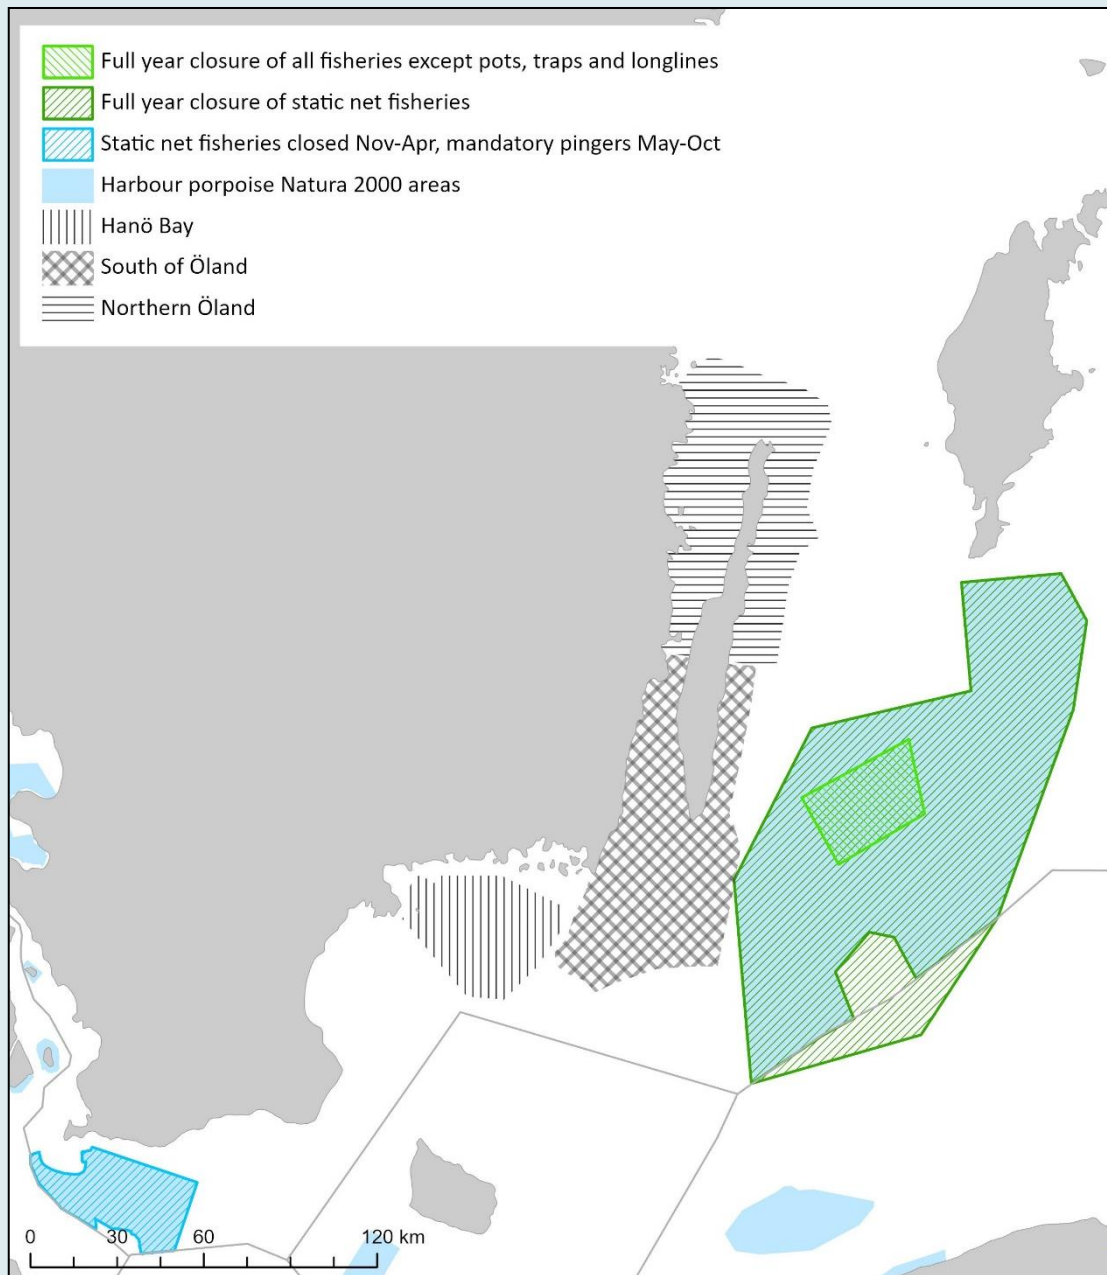 Full year closure of all fisheries except pots, traps and longlines
Full year closure of static net fisheries
Static net fisheries closed Nov-Apr, mandatory pingers May-Oct
Harbour porpoise Natura 2000 areas
Hanö Bay
South of Öland
Northern Öland
0 30 60 120 km